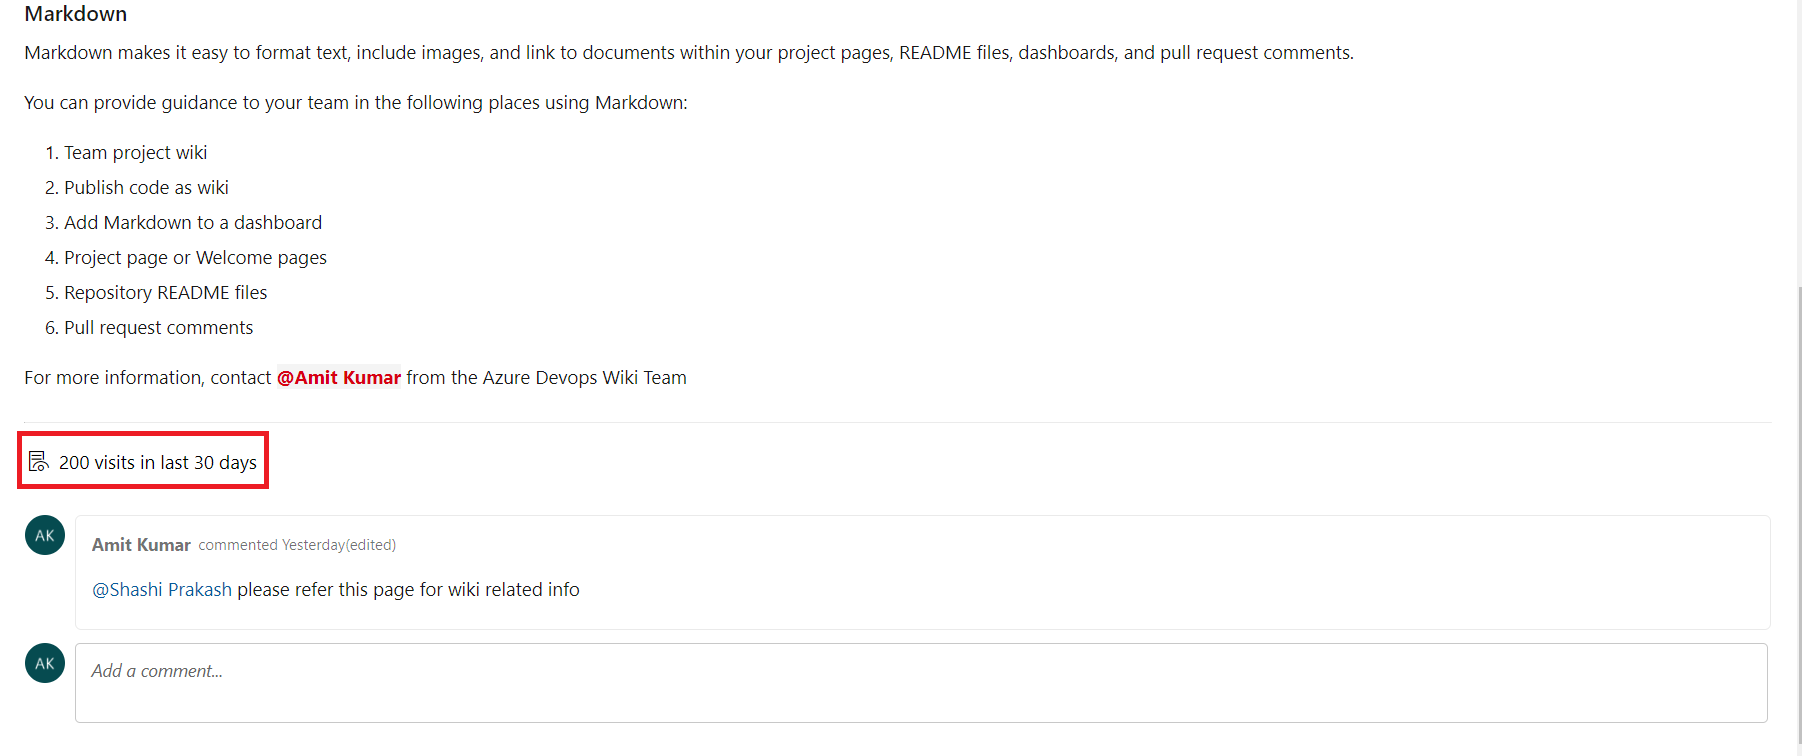 Markdown
Markdown makes it easy to format text, include images, and link to documents within your project pages, README files, dashboards, and pull request comments.
You can provide guidance to your team in the following places using Markdown:
1. Team project wiki
2. Publish code as wiki
3. Add Markdown to a dashboard
4. Project page or Welcome pages
5. Repository README files
6. Pull request comments
For more information, contact @Amit Kumar from the Azure Devops Wiki Team
200 visits in last 30 days
AK
Amit Kumar commented Yesterday(edited)
@Shashi Prakash please refer this page for wiki related info
AK
Add a comment...